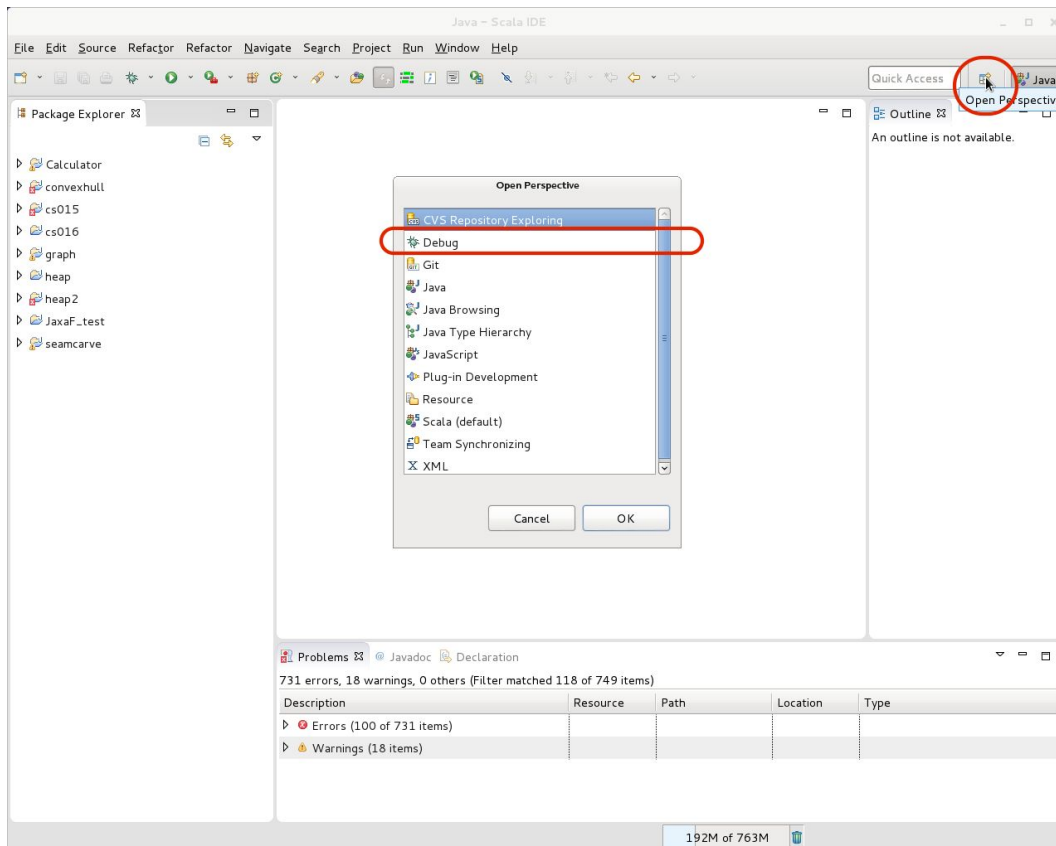 Java – Scala IDE
File Edit Source Refactor Refactor Navigate Search Project Run Window Help
Quick Access
Java
Open Perspectiv
Package Explorer
Outline
An outline is not available.
Calculator
convexhull
cs015
cs016
graph
heap
heap2
JaxaF_test
seamcarve
Open Perspective
CVS Repository Exploring
Debug
Git
Java
Java Browsing
Java Type Hierarchy
JavaScript
Plug-in Development
Resource
Scala (default)
Team Synchronizing
XML
Cancel OK
Problems @ Javadoc Declaration
731 errors, 18 warnings, 0 others (Filter matched 118 of 749 items)
Description Resource Path Location Type
Errors (100 of 731 items)
Warnings (18 items)
192M of 763M